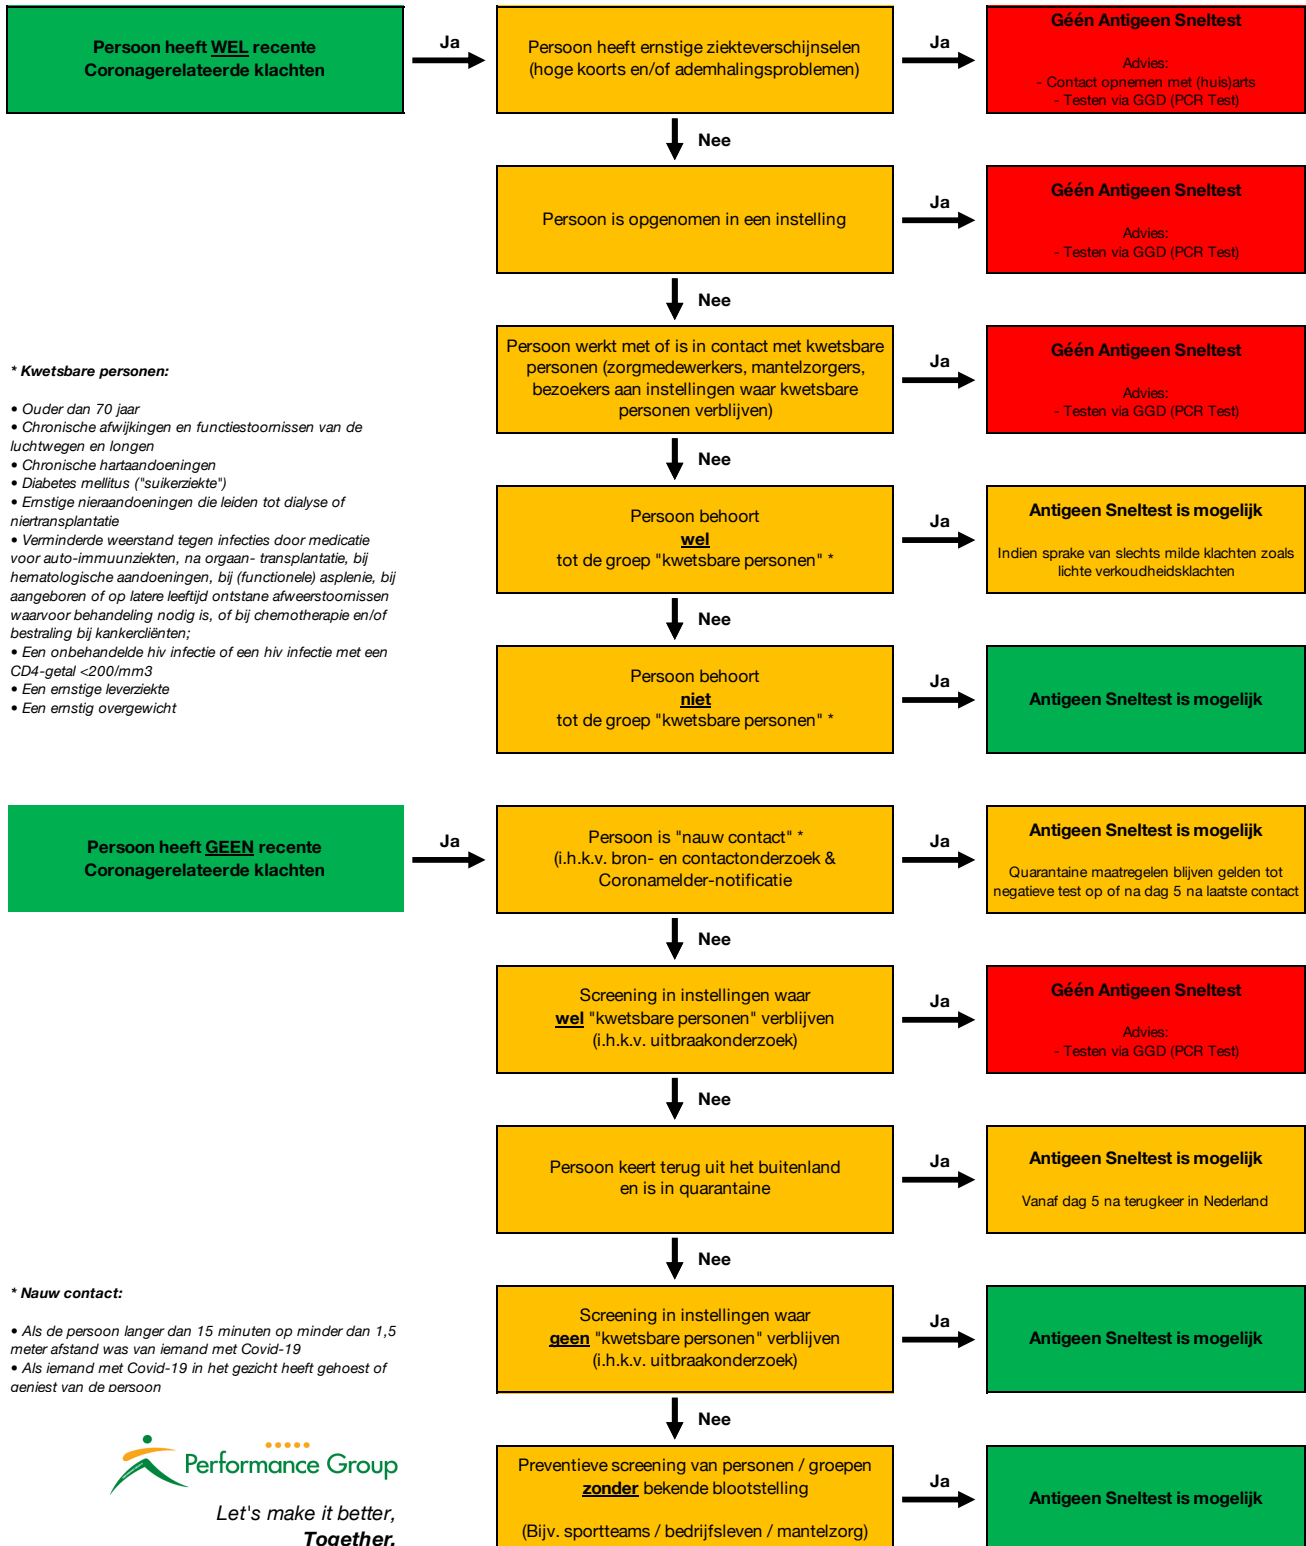 Persoon heeft WEL recente
Coronagerelateerde klachten
Ja
Persoon heeft ernstige ziekteverschijnselen
(hoge koorts en/of ademhalingsproblemen)
Ja
Géén Antigeen Sneltest
Advies:
- Contact opnemen met (huis)arts
- Testen via GGD (PCR Test)
Nee
Persoon is opgenomen in een instelling
Ja
Géén Antigeen Sneltest
Advies:
- Testen via GGD (PCR Test)
Nee
Persoon werkt met of is in contact met kwetsbare
personen (zorgmedewerkers, mantelzorgers,
bezoekers aan instellingen waar kwetsbare
personen verblijven)
Ja
Géén Antigeen Sneltest
Advies:
- Testen via GGD (PCR Test)
Nee
* Kwetsbare personen:
• Ouder dan 70 jaar
• Chronische afwijkingen en functiestoornissen van de
luchtwegen en longen
• Chronische hartaandoeningen
• Diabetes mellitus ("suikerziekte")
• Ernstige nieraandoeningen die leiden tot dialyse of
niertransplantatie
• Verminderde weerstand tegen infecties door medicatie
voor auto-immuunziekten, na orgaan- transplantatie, bij
hematologische aandoeningen, bij (functionele) asplenie, bij
aangeboren of op latere leeftijd ontstane afweerstoornissen
waarvoor behandeling nodig is, of bij chemotherapie en/of
bestraling bij kankercliënten;
• Een onbehandelde hiv infectie of een hiv infectie met een
CD4-getal <200/mm3
• Een ernstige leverziekte
• Een ernstig overgewicht
Persoon behoort
wel
tot de groep "kwetsbare personen" *
Ja
Antigeen Sneltest is mogelijk
Indien sprake van slechts milde klachten zoals
lichte verkoudheidsklachten
Nee
Persoon behoort
niet
tot de groep "kwetsbare personen" *
Ja
Antigeen Sneltest is mogelijk
Persoon heeft GEEN recente
Coronagerelateerde klachten
Ja
Persoon is "nauw contact" *
(i.h.k.v. bron- en contactonderzoek &
Coronamelder-notificatie
Ja
Antigeen Sneltest is mogelijk
Quarantaine maatregelen blijven gelden tot
negatieve test op of na dag 5 na laatste contact
Nee
Screening in instellingen waar
wel "kwetsbare personen" verblijven
(i.h.k.v. uitbraakonderzoek)
Ja
Géén Antigeen Sneltest
Advies:
- Testen via GGD (PCR Test)
Nee
Persoon keert terug uit het buitenland
en is in quarantaine
Ja
Antigeen Sneltest is mogelijk
Vanaf dag 5 na terugkeer in Nederland
Nee
* Nauw contact:
• Als de persoon langer dan 15 minuten op minder dan 1,5
meter afstand was van iemand met Covid-19
• Als iemand met Covid-19 in het gezicht heeft gehoest of
geniest van de persoon
Screening in instellingen waar
geen "kwetsbare personen" verblijven
(i.h.k.v. uitbraakonderzoek)
Ja
Antigeen Sneltest is mogelijk
Nee
Performance Group
Let's make it better,
Together.
Preventieve screening van personen / groepen
zonder bekende blootstelling
(Bijv. sportteams / bedrijfsleven / mantelzorg)
Ja
Antigeen Sneltest is mogelijk